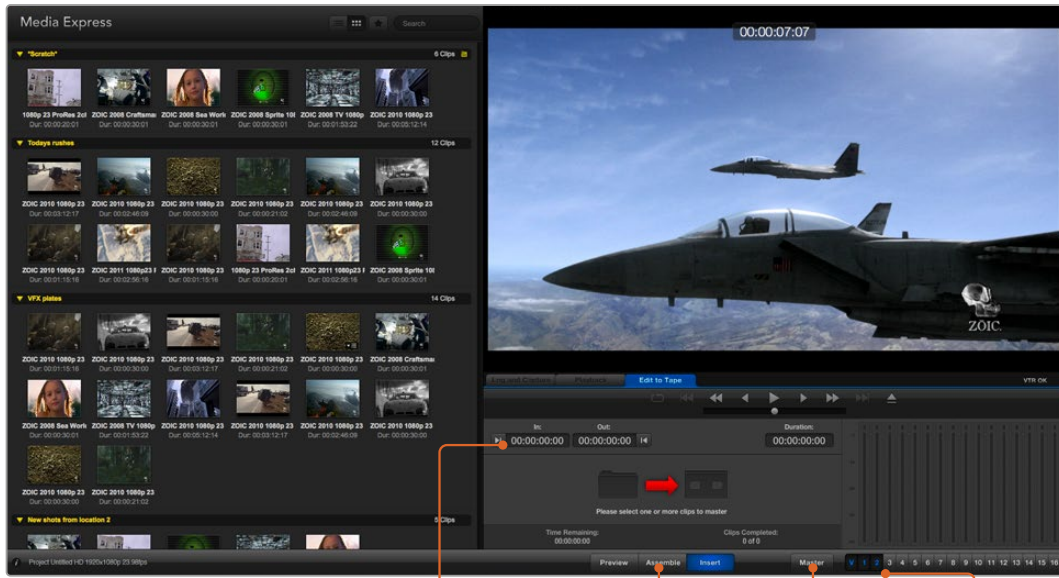 Media Express
Search
"Scratch" 6 Clips
1080p 23 ProRes 2cl ZOIC 2008 Craftsma ZOIC 2008 Sea Work ZOIC 2008 Sprite 10l ZOIC 2008 TV 1080p ZOIC 2010 1080p 23
Dur: 00:00:20:01 Dur: 00:00:30:01 Dur: 00:00:30:01 Dur: 00:00:30:01 Dur: 00:01:53:22 Dur: 00:05:12:14
Todays rushes 12 Clips
ZOIC 2010 1080p 23 ZOIC 2010 1080p 23 ZOIC 2010 1080p 23 ZOIC 2010 1080p 23 ZOIC 2010 1080p 23 ZOIC 2010 1080p 23
Dur: 00:03:12:17 Dur: 00:02:46:09 Dur: 00:00:30:00 Dur: 00:00:21:02 Dur: 00:02:46:09 Dur: 00:00:30:00
ZOIC 2010 1080p 23 ZOIC 2011 1080p23 I ZOIC 2010 1080p 23 1080p 23 ProRes 2cl ZOIC 2011 1080p23 I ZOIC 2008 Sprite 10l
Dur: 00:01:15:16 Dur: 00:02:56:16 Dur: 00:01:15:16 Dur: 00:00:20:01 Dur: 00:02:56:16 Dur: 00:00:30:01
VFX plates 14 Clips
ZOIC 2010 1080p 23 ZOIC 2010 1080p 23 ZOIC 2010 1080p 23 ZOIC 2010 1080p 23 ZOIC 2010 1080p 23 ZOIC 2008 Craftsma
Dur: 00:01:15:16 Dur: 00:00:30:00 Dur: 00:03:12:17 Dur: 00:00:21:02 Dur: 00:00:30:00 Dur: 00:00:30:01
ZOIC 2008 Sea Work ZOIC 2008 TV 1080p ZOIC 2010 1080p 23 ZOIC 2010 1080p 23 ZOIC 2010 1080p 23 ZOIC 2010 1080p 23
Dur: 00:00:30:01 Dur: 00:01:53:22 Dur: 00:05:12:14 Dur: 00:03:12:17 Dur: 00:02:46:09 Dur: 00:00:30:00
ZOIC 2010 1080p 23 ZOIC 2010 1080p 23
Dur: 00:00:30:00 Dur: 00:00:21:02
New shots from location 2 5 Clips
Project Untitled HD 1920x1080p 23.98fps
00:00:07:07
ZOIC.
Log and Capture Playback Edit to Tape VTR OK
In: Out: Duration:
00:00:00:00 00:00:00:00 00:00:00:00
Please select one or more clips to master
Time Remaining: Clips Completed:
00:00:00:00 0 of 0
Preview Assemble Insert Master V 1 2 3 4 5 6 7 8 9 10 11 12 13 14 15 16